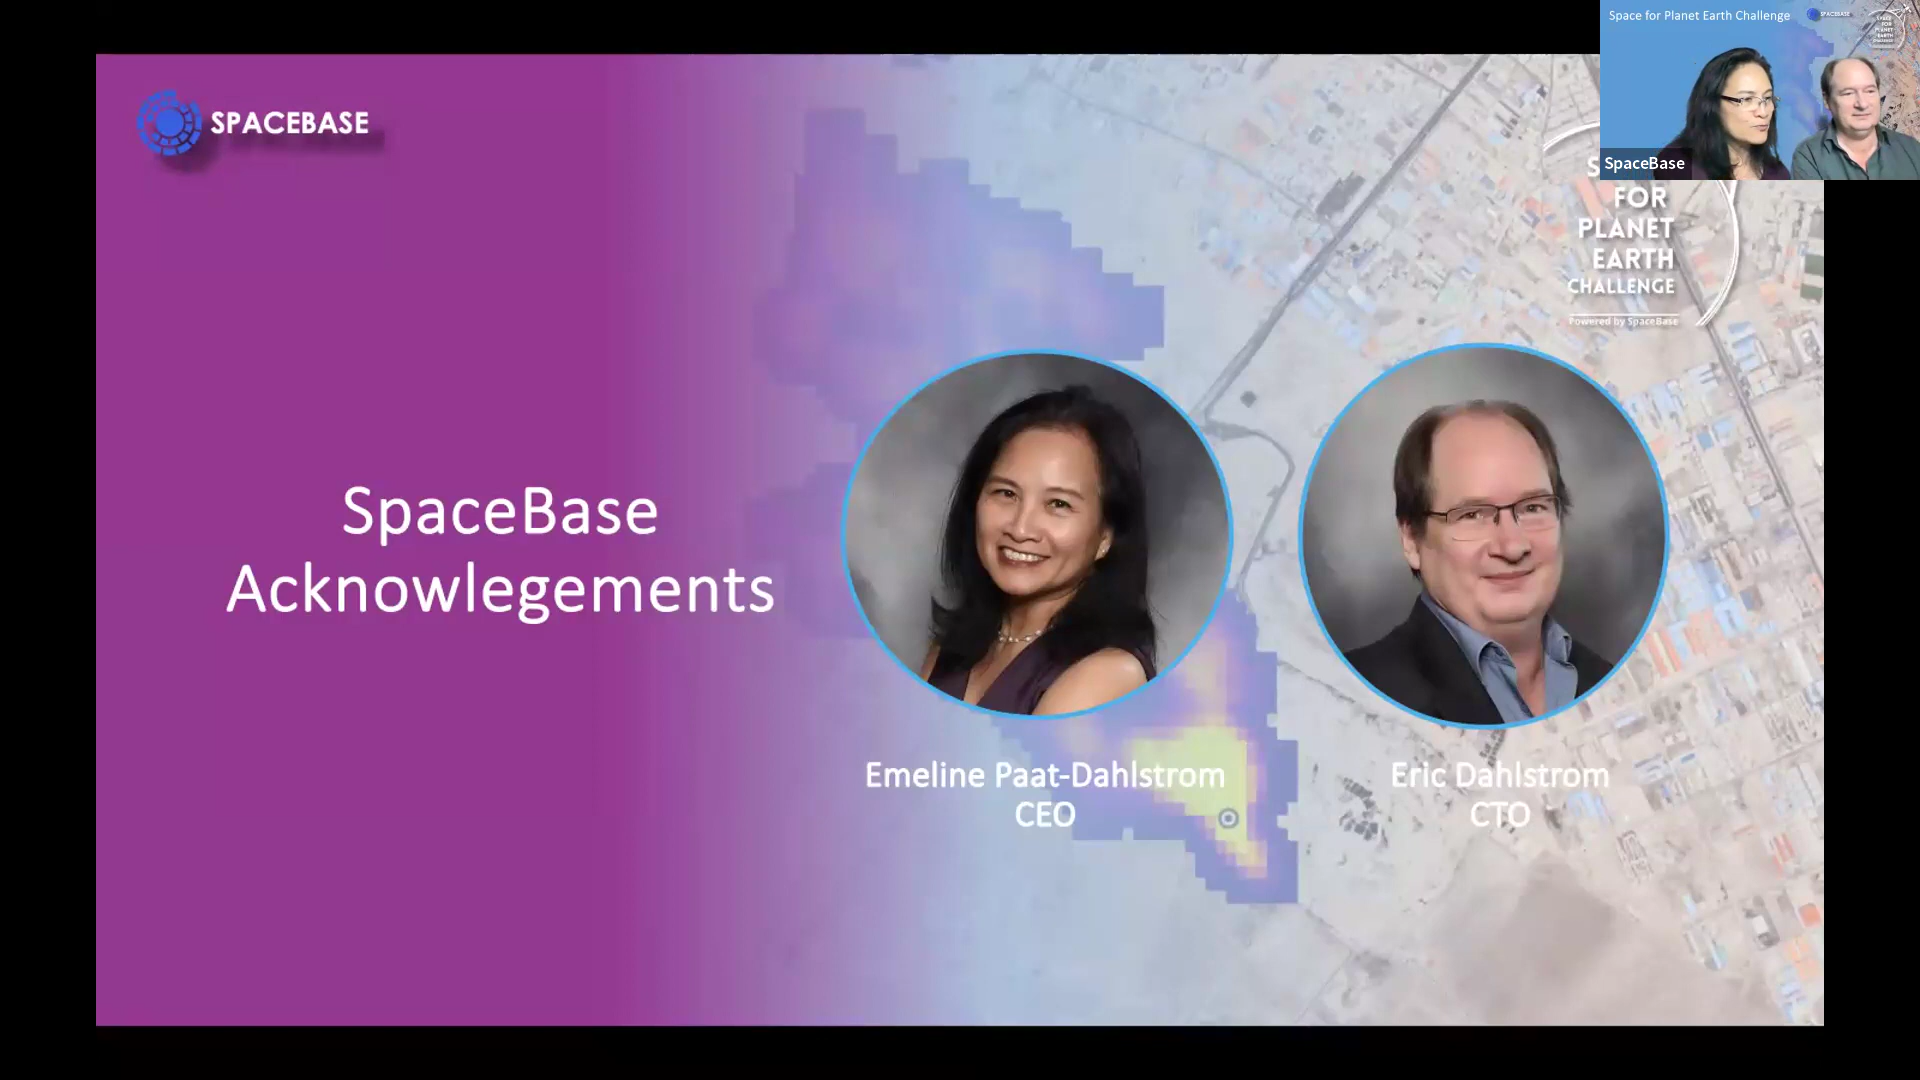 Space for Planet Earth Challenge
SPACEBASE
SpaceBase
SPACEBASE
FOR
PLANET
EARTH
CHALLENGE
Powered by SpaceBase
SpaceBase
Acknowlegements
Emeline Paat-Dahlstrom
CEO
Eric Dahlstrom
CTO